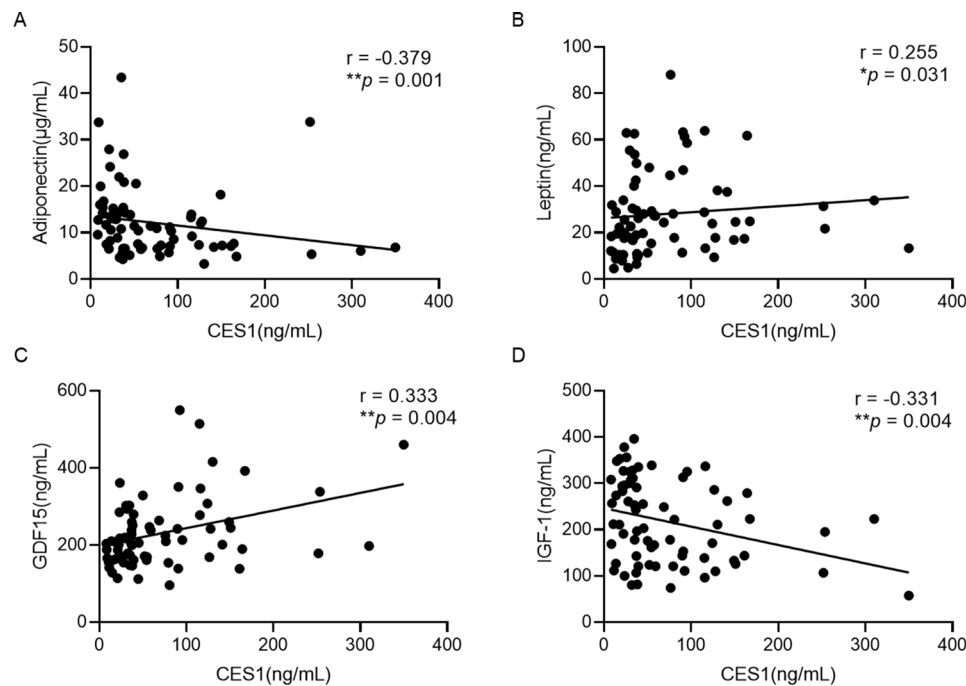 A
Adiponectin(μg/mL)
50
40
30
20
10
0
r = -0.379
**p = 0.001
0 100 200 300 400
CES1(ng/mL)
B
Leptin(ng/mL)
100
80
60
40
20
0
r = 0.255
*p = 0.031
0 100 200 300 400
CES1(ng/mL)
C
GDF15(ng/mL)
600
400
200
0
r = 0.333
**p = 0.004
0 100 200 300 400
CES1(ng/mL)
D
IGF-1(ng/mL)
500
400
300
200
100
0
r = -0.331
**p = 0.004
0 100 200 300 400
CES1(ng/mL)